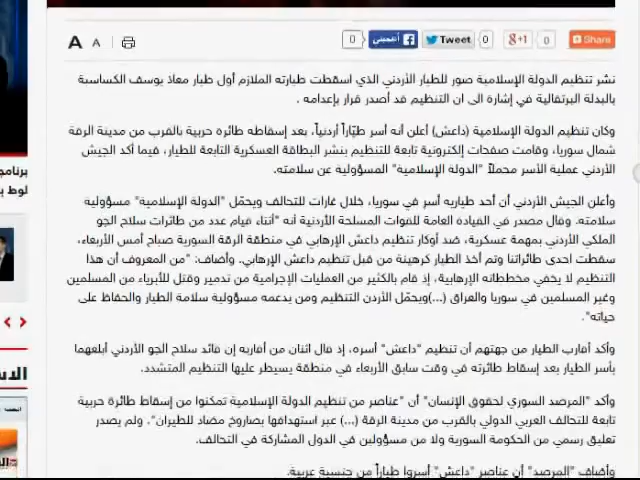 A A 0 أعجبني Tweet 0 +1 0 Share
نشر تنظيم الدولة الإسلامية صور للطيار الأردني الذي اسقطت طيارته الملازم أول طيار معاذ يوسف الكساسبة
بالبدلة البرتقالية في إشارة الى ان التنظيم قد أصدر قرار بإعدامه .
وكان تنظيم الدولة الإسلامية (داعش) أعلن أنه أسر طيّاراً أردنياً، بعد إسقاطه طائرة حربية بالقرب من مدينة الرقة
شمال سوريا، وقامت صفحات إلكترونية تابعة للتنظيم بنشر البطاقة العسكرية التابعة للطيار، فيما أكد الجيش
الأردني عملية الأسر محملاً "الدولة الإسلامية" المسؤولية عن سلامته.
وأعلن الجيش الأردني أن أحد طياريه أسر في سوريا، خلال غارات للتحالف ويحمّل "الدولة الإسلامية" مسؤولية
سلامته. وقال مصدر في القيادة العامة للقوات المسلحة الأردنية أنه "أثناء قيام عدد من طائرات سلاح الجو
الملكي الأردني بمهمة عسكرية، ضد أوكار تنظيم داعش الإرهابي في منطقة الرقة السورية صباح أمس الأربعاء،
سقطت احدى طائراتنا وتم أخذ الطيار كرهينة من قبل تنظيم داعش الإرهابي. وأضاف: "من المعروف أن هذا
التنظيم لا يخفي مخططاته الإرهابية، إذ قام بالكثير من العمليات الإجرامية من تدمير وقتل للأبرياء من المسلمين
وغير المسلمين في سوريا والعراق (...)ويحمّل الأردن التنظيم ومن يدعمه مسؤولية سلامة الطيار والحفاظ على
حياته".
وأكد أقارب الطيار من جهتهم أن تنظيم "داعش" أسره، إذ قال اثنان من أقاربه إن قائد سلاح الجو الأردني أبلغهما
بأسر الطيار بعد إسقاط طائرته في وقت سابق الأربعاء في منطقة يسيطر عليها التنظيم المتشدد.
وأكد "المرصد السوري لحقوق الإنسان" أن "عناصر من تنظيم الدولة الإسلامية تمكنوا من إسقاط طائرة حربية
تابعة للتحالف العربي الدولي بالقرب من مدينة الرقة (...) عبر استهدافها بصاروخ مضاد للطيران". ولم يصدر
تعليق رسمي من الحكومة السورية ولا من مسؤولين في الدول المشاركة في التحالف.
وأضاف "المرصد" أن عناصر "داعش" أسروا طياراً من جنسية عربية.